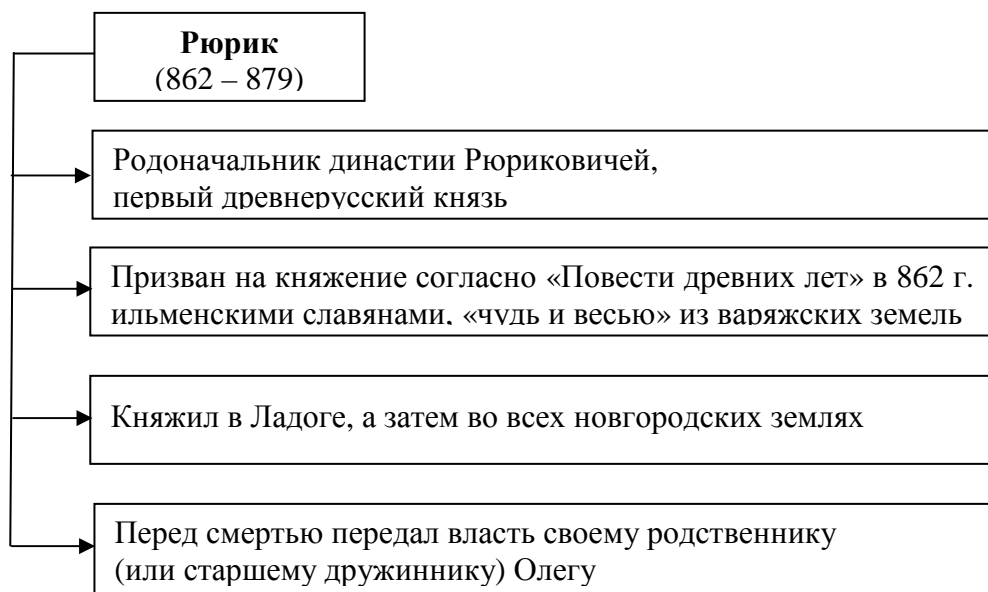 Рюрик
(862 – 879)
Родоначальник династии Рюриковичей,
первый древнерусский князь
Призван на княжение согласно «Повести древних лет» в 862 г.
ильменскими славянами, «чудь и весью» из варяжских земель
Княжил в Ладоге, а затем во всех новгородских землях
Перед смертью передал власть своему родственнику
(или старшему дружиннику) Олегу